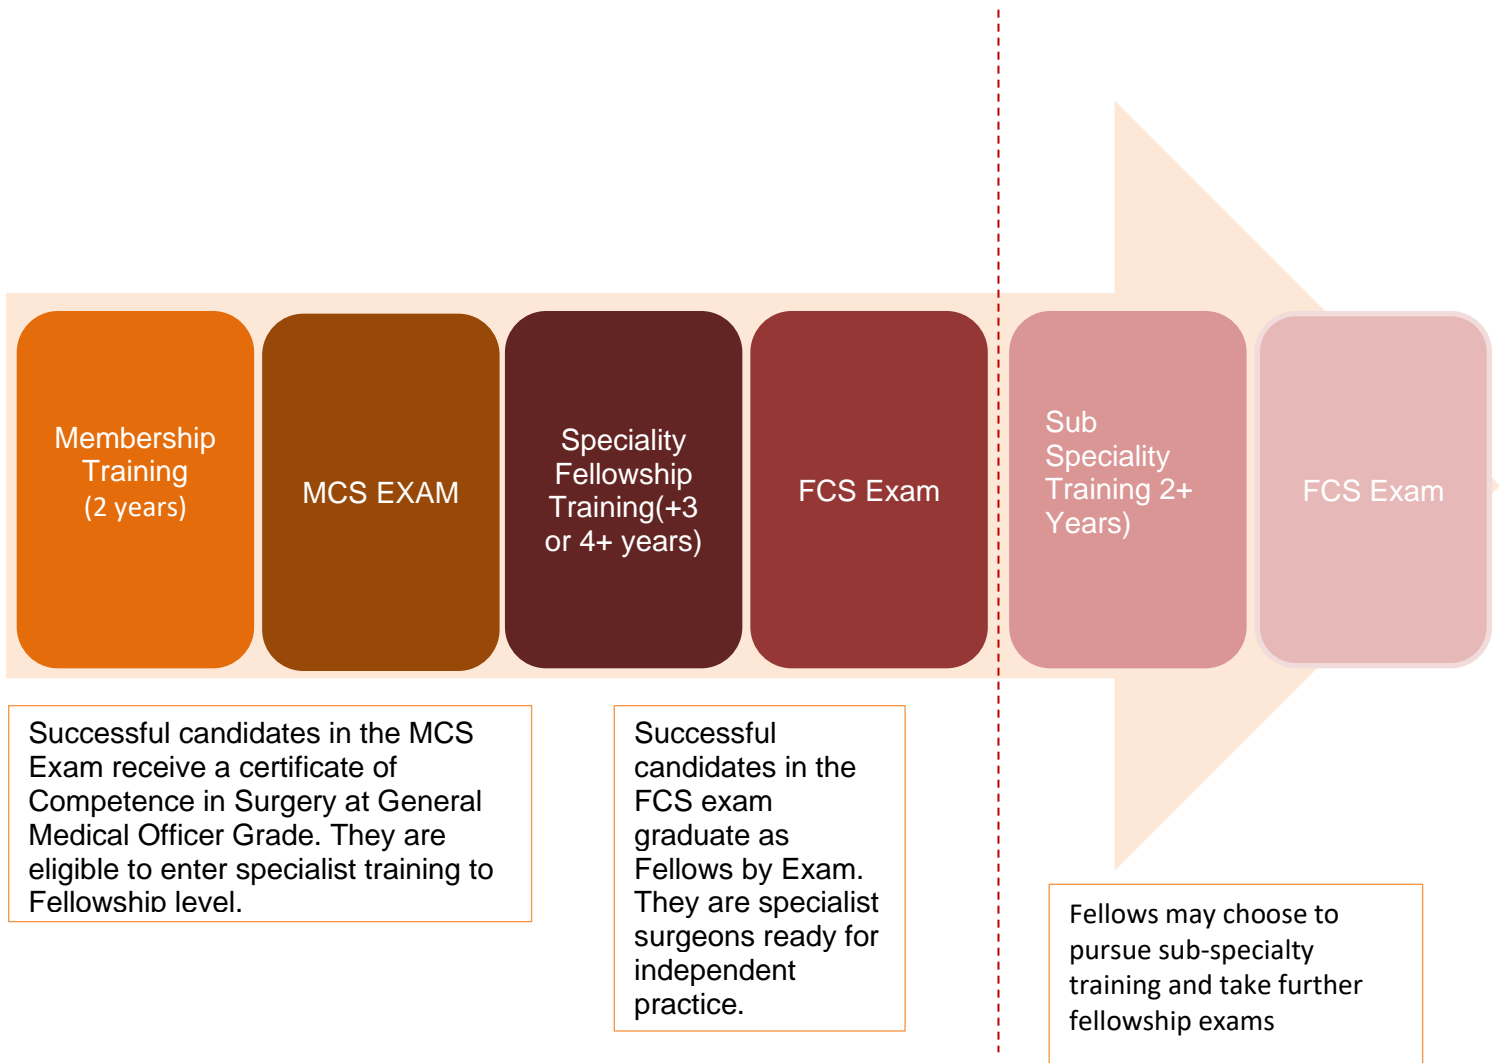 Membership
Training
(2 years)
MCS EXAM
Speciality
Fellowship
Training(+3
or 4+ years)
FCS Exam
Sub
Speciality
Training 2+
Years)
FCS Exam
Successful candidates in the MCS
Exam receive a certificate of
Competence in Surgery at General
Medical Officer Grade. They are
eligible to enter specialist training to
Fellowship level.
Successful
candidates in the
FCS exam
graduate as
Fellows by Exam.
They are specialist
surgeons ready for
independent
practice.
Fellows may choose to
pursue sub-specialty
training and take further
fellowship exams